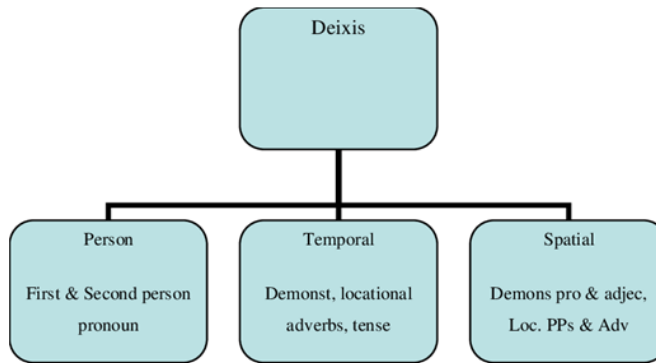 Deixis
Person
First & Second person
pronoun
Temporal
Demonst, locational
adverbs, tense
Spatial
Demons pro & adjec,
Loc. PPs & Adv